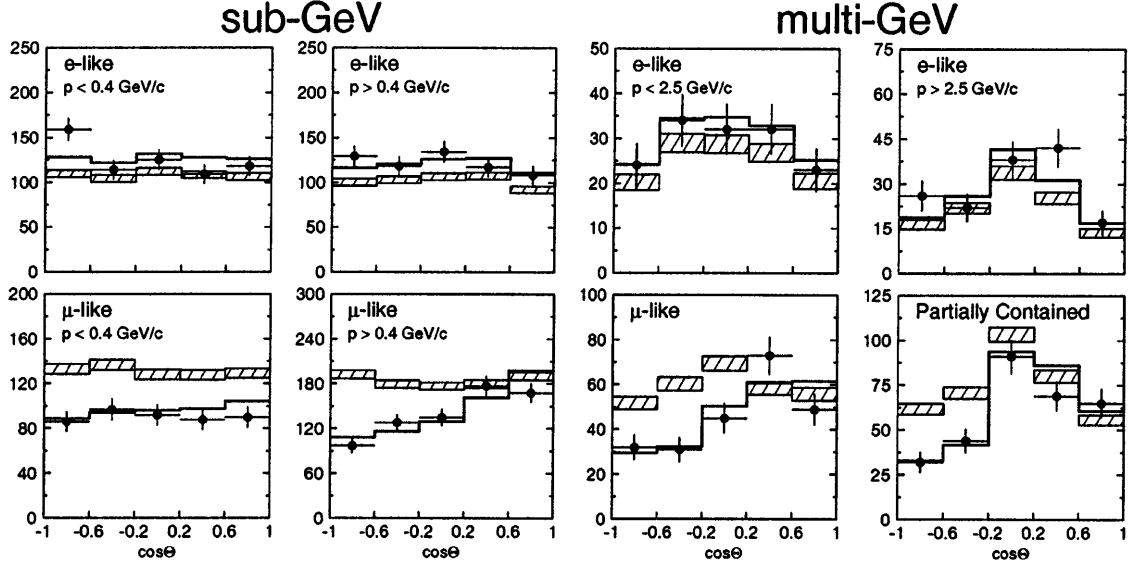 sub-GeV multi-GeV
250 200 150 100 50 0
e-like
p < 0.4 GeV/c
250 200 150 100 50 0
e-like
p > 0.4 GeV/c
50 40 30 20 10 0
e-like
p < 2.5 GeV/c
75 60 45 30 15 0
e-like
p > 2.5 GeV/c
200 160 120 80 40 0
μ-like
p < 0.4 GeV/c
-1 -0.6 -0.2 0.2 0.6 1
cosΘ
300 240 180 120 60 0
μ-like
p > 0.4 GeV/c
-1 -0.6 -0.2 0.2 0.6 1
cosΘ
100 80 60 40 20 0
μ-like
-1 -0.6 -0.2 0.2 0.6 1
cosΘ
125 100 75 50 25 0
Partially Contained
-1 -0.6 -0.2 0.2 0.6 1
cosΘ